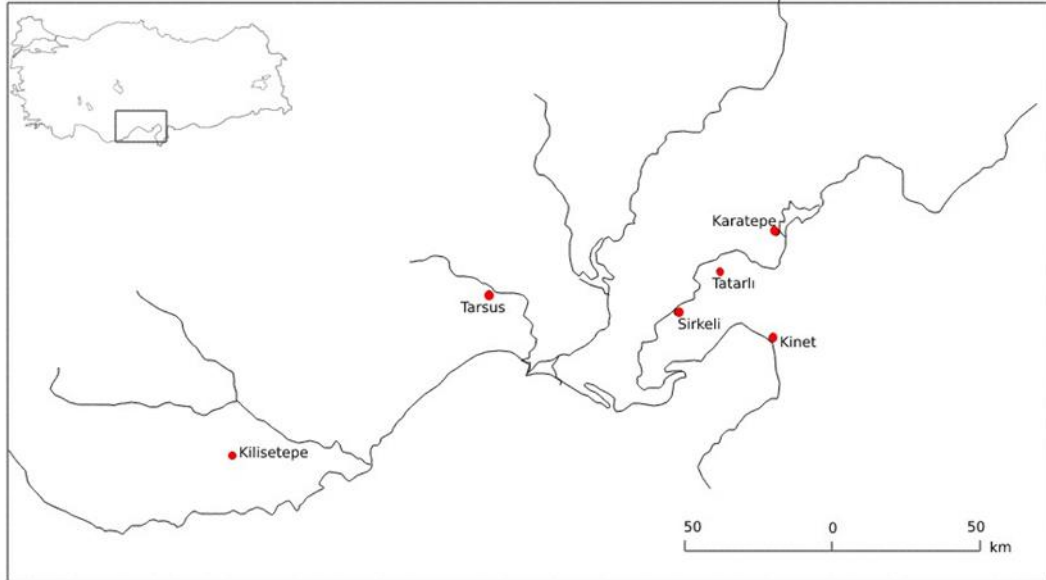 Karatepe
Tatarlı
Tarsus
Sirkeli
Kinet
Kilisetepe
50 0 50
km